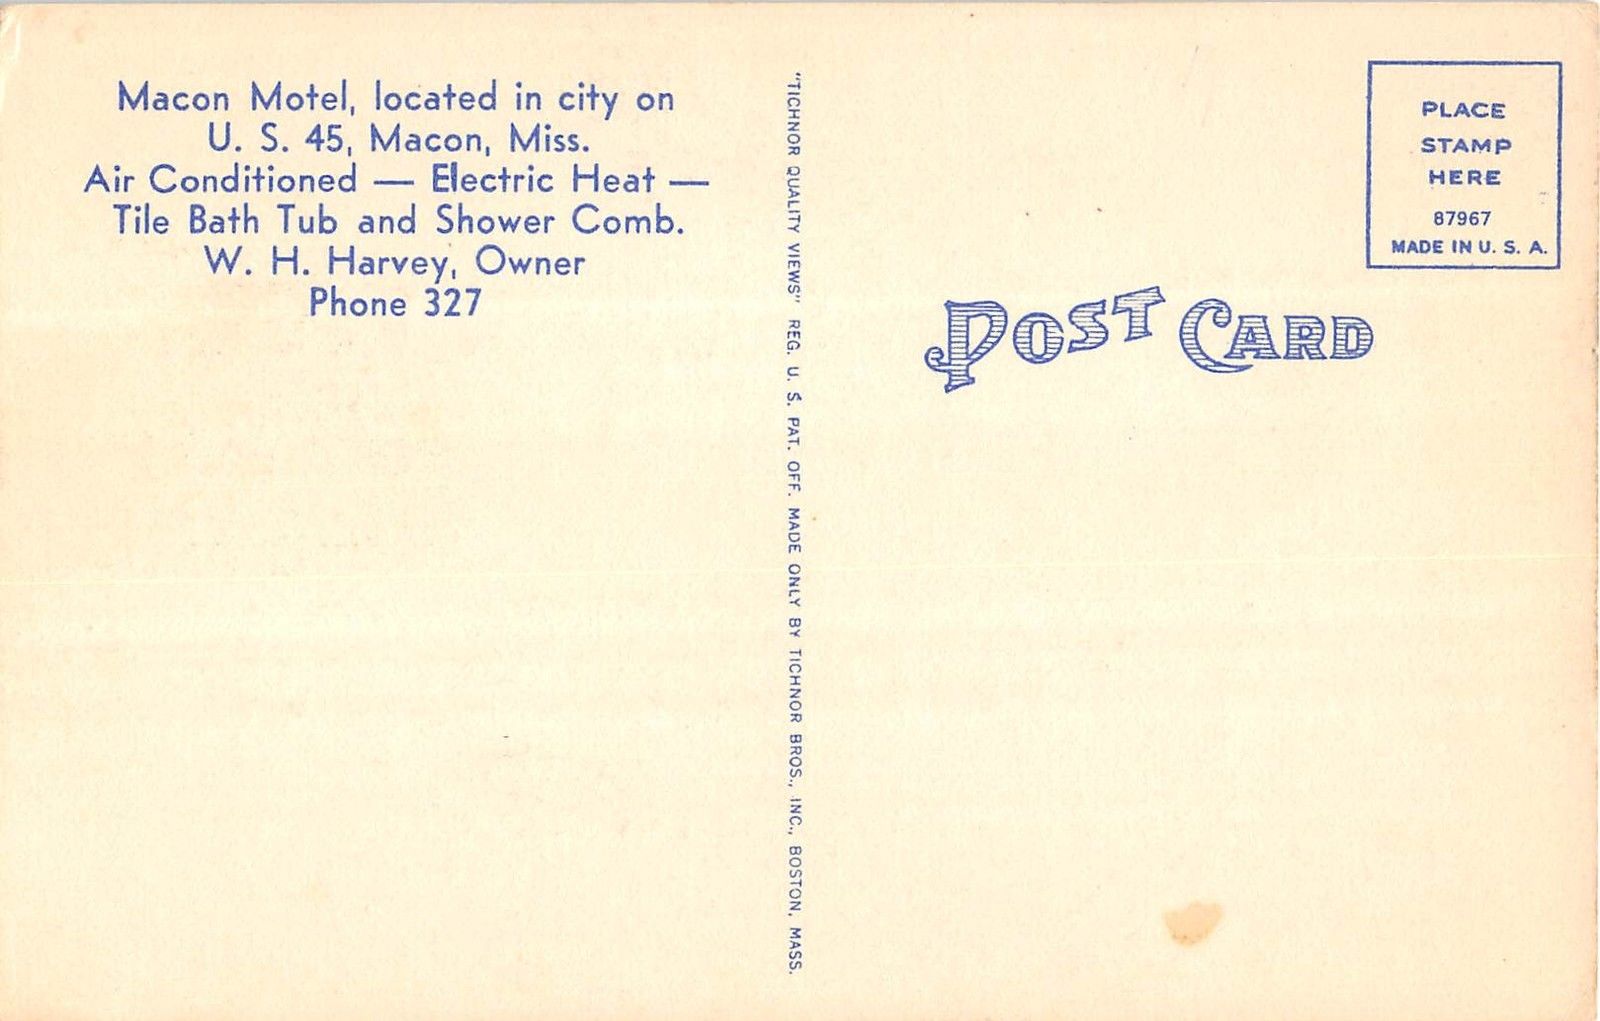 Macon Motel, located in city on
U. S. 45, Macon, Miss.
Air Conditioned — Electric Heat —
Tile Bath Tub and Shower Comb.
W. H. Harvey, Owner
Phone 327
"TICHNOR QUALITY VIEWS" REG. U. S. PAT. OFF. MADE ONLY BY TICHNOR BROS., INC., BOSTON, MASS.
PLACE
STAMP
HERE
87967
MADE IN U. S. A.
POST CARD